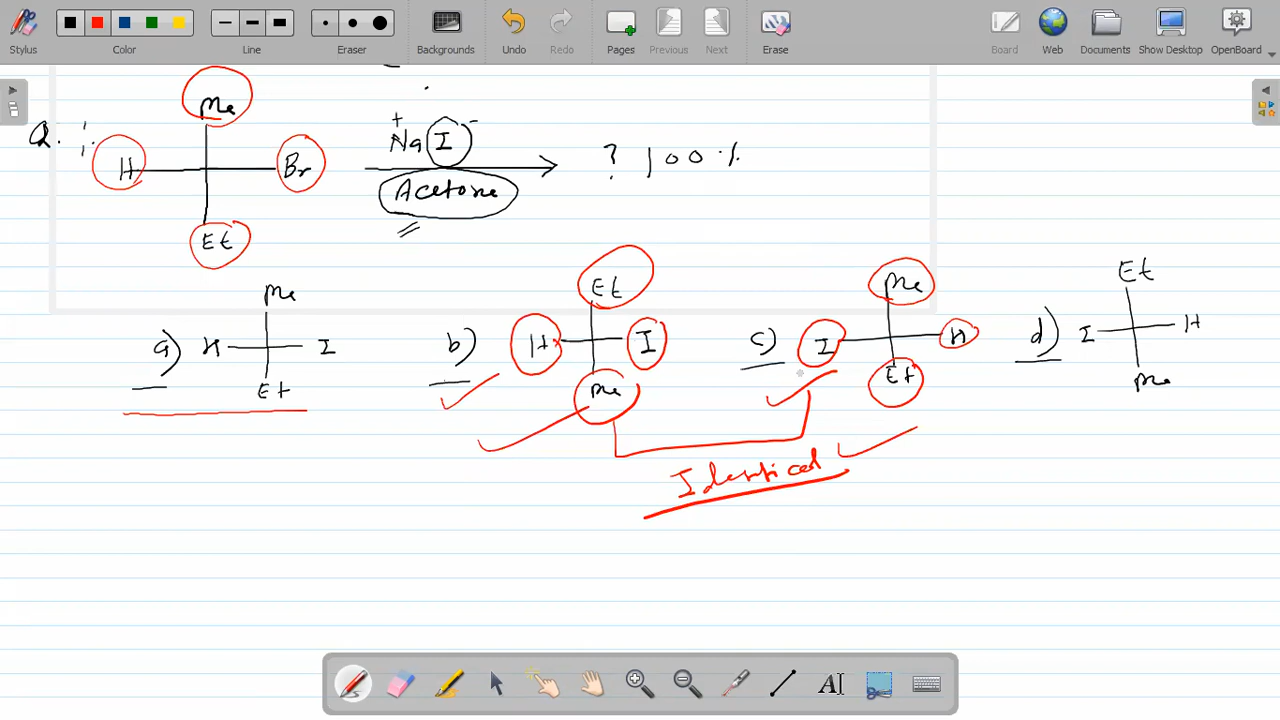 Stylus Color Line Eraser Backgrounds Undo Redo Pages Previous Next Erase Board Web Documents Show Desktop OpenBoard
Me
Q. H Br
Et
+ -
Na I
Acetone
? 100 %
a) Me
H I
Et
b) Et
H I
Me
c) Me
I H
Et
d) Et
I H
Me
Identical
AI